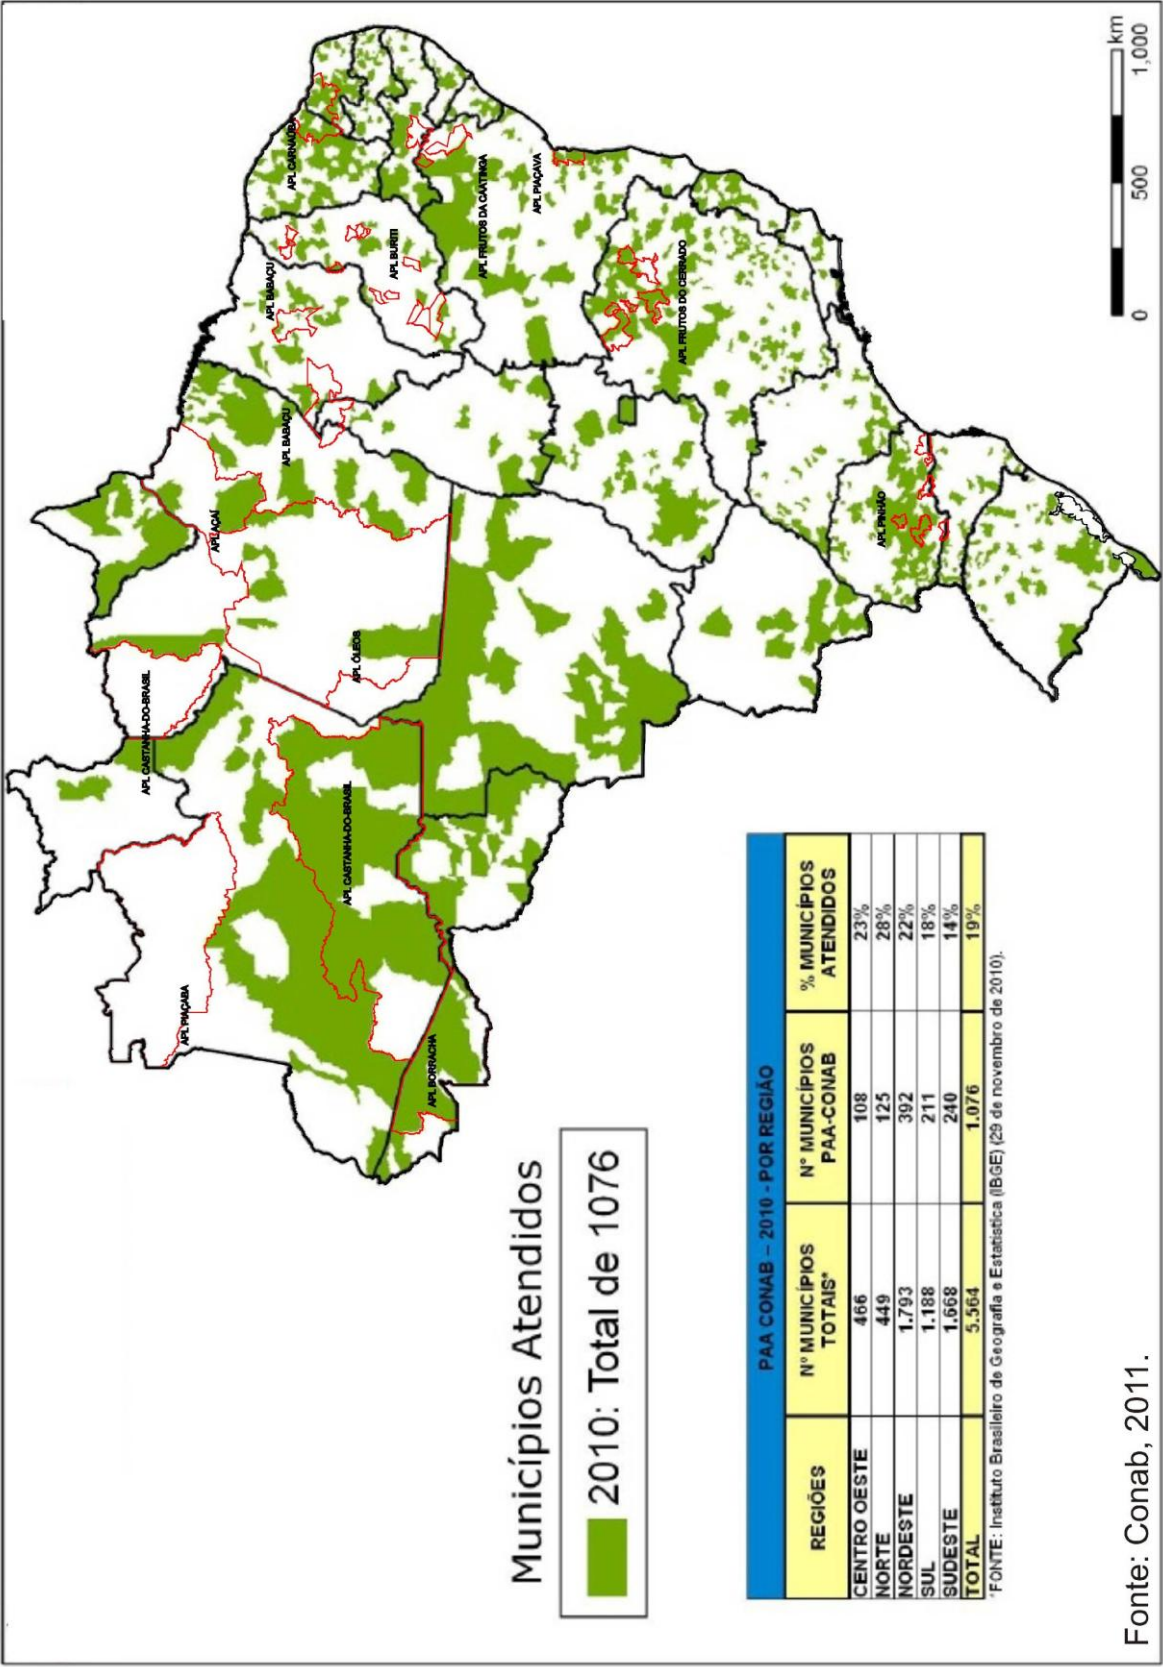 APL PIAÇABA
APL CASTANHA-DO-BRASIL
APL CASTANHA-DO-BRASIL
APL BORRACHA
APL ÓLEOS
APL AÇAÍ
APL BABAÇU
APL BABAÇU
APL BURITI
APL CARNAÚBA
APL FRUTOS DA CAATINGA
APL PIAÇAVA
APL FRUTOS DO CERRADO
APL PINHÃO
Municípios Atendidos
2010: Total de 1076
PAA CONAB – 2010 - POR REGIÃO
REGIÕES N° MUNICÍPIOS TOTAIS* N° MUNICÍPIOS PAA-CONAB % MUNICÍPIOS ATENDIDOS
CENTRO OESTE 466 108 23%
NORTE 449 125 28%
NORDESTE 1.793 392 22%
SUL 1.188 211 18%
SUDESTE 1.668 240 14%
TOTAL 5.564 1.076 19%
*FONTE: Instituto Brasileiro de Geografia e Estatística (IBGE) (29 de novembro de 2010).
0 500 1,000
km
Fonte: Conab, 2011.